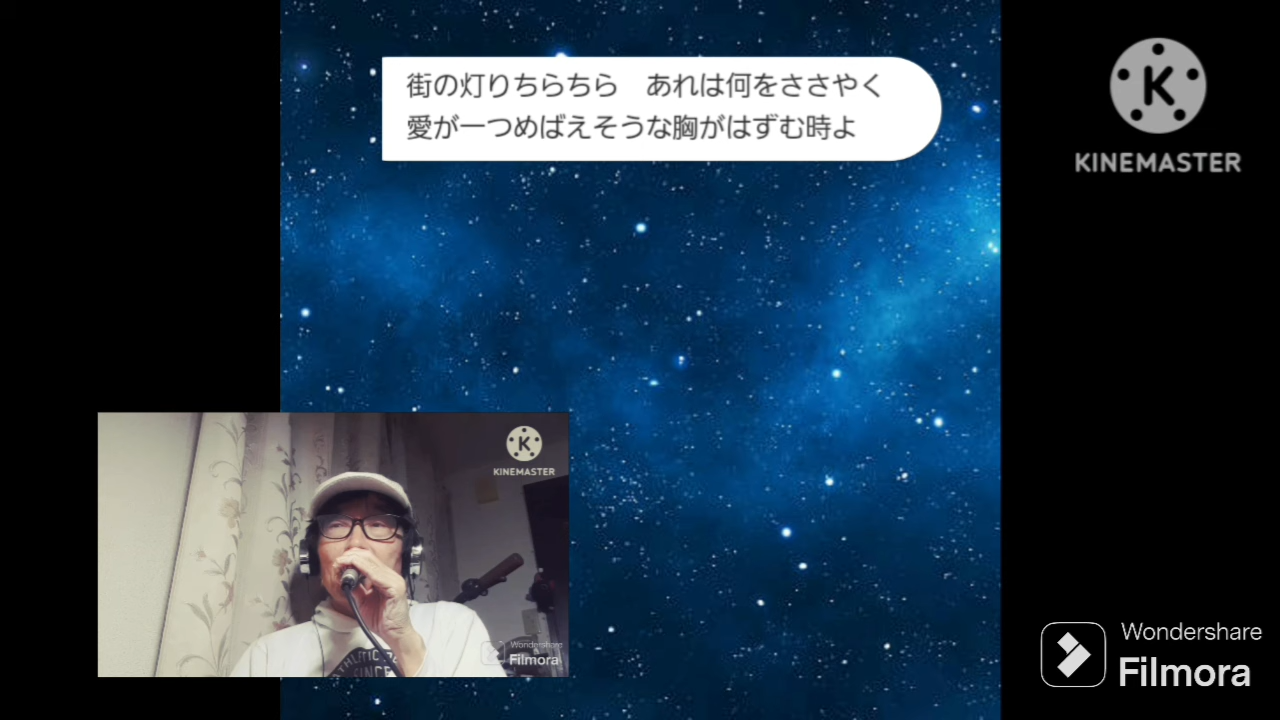 街の灯りちらちら　あれは何をささやく
愛が一つめばえそうな胸がはずむ時よ
K
KINEMASTER
K
KINEMASTER
Wondershare
Filmora
SINCE
Wondershare
Filmora